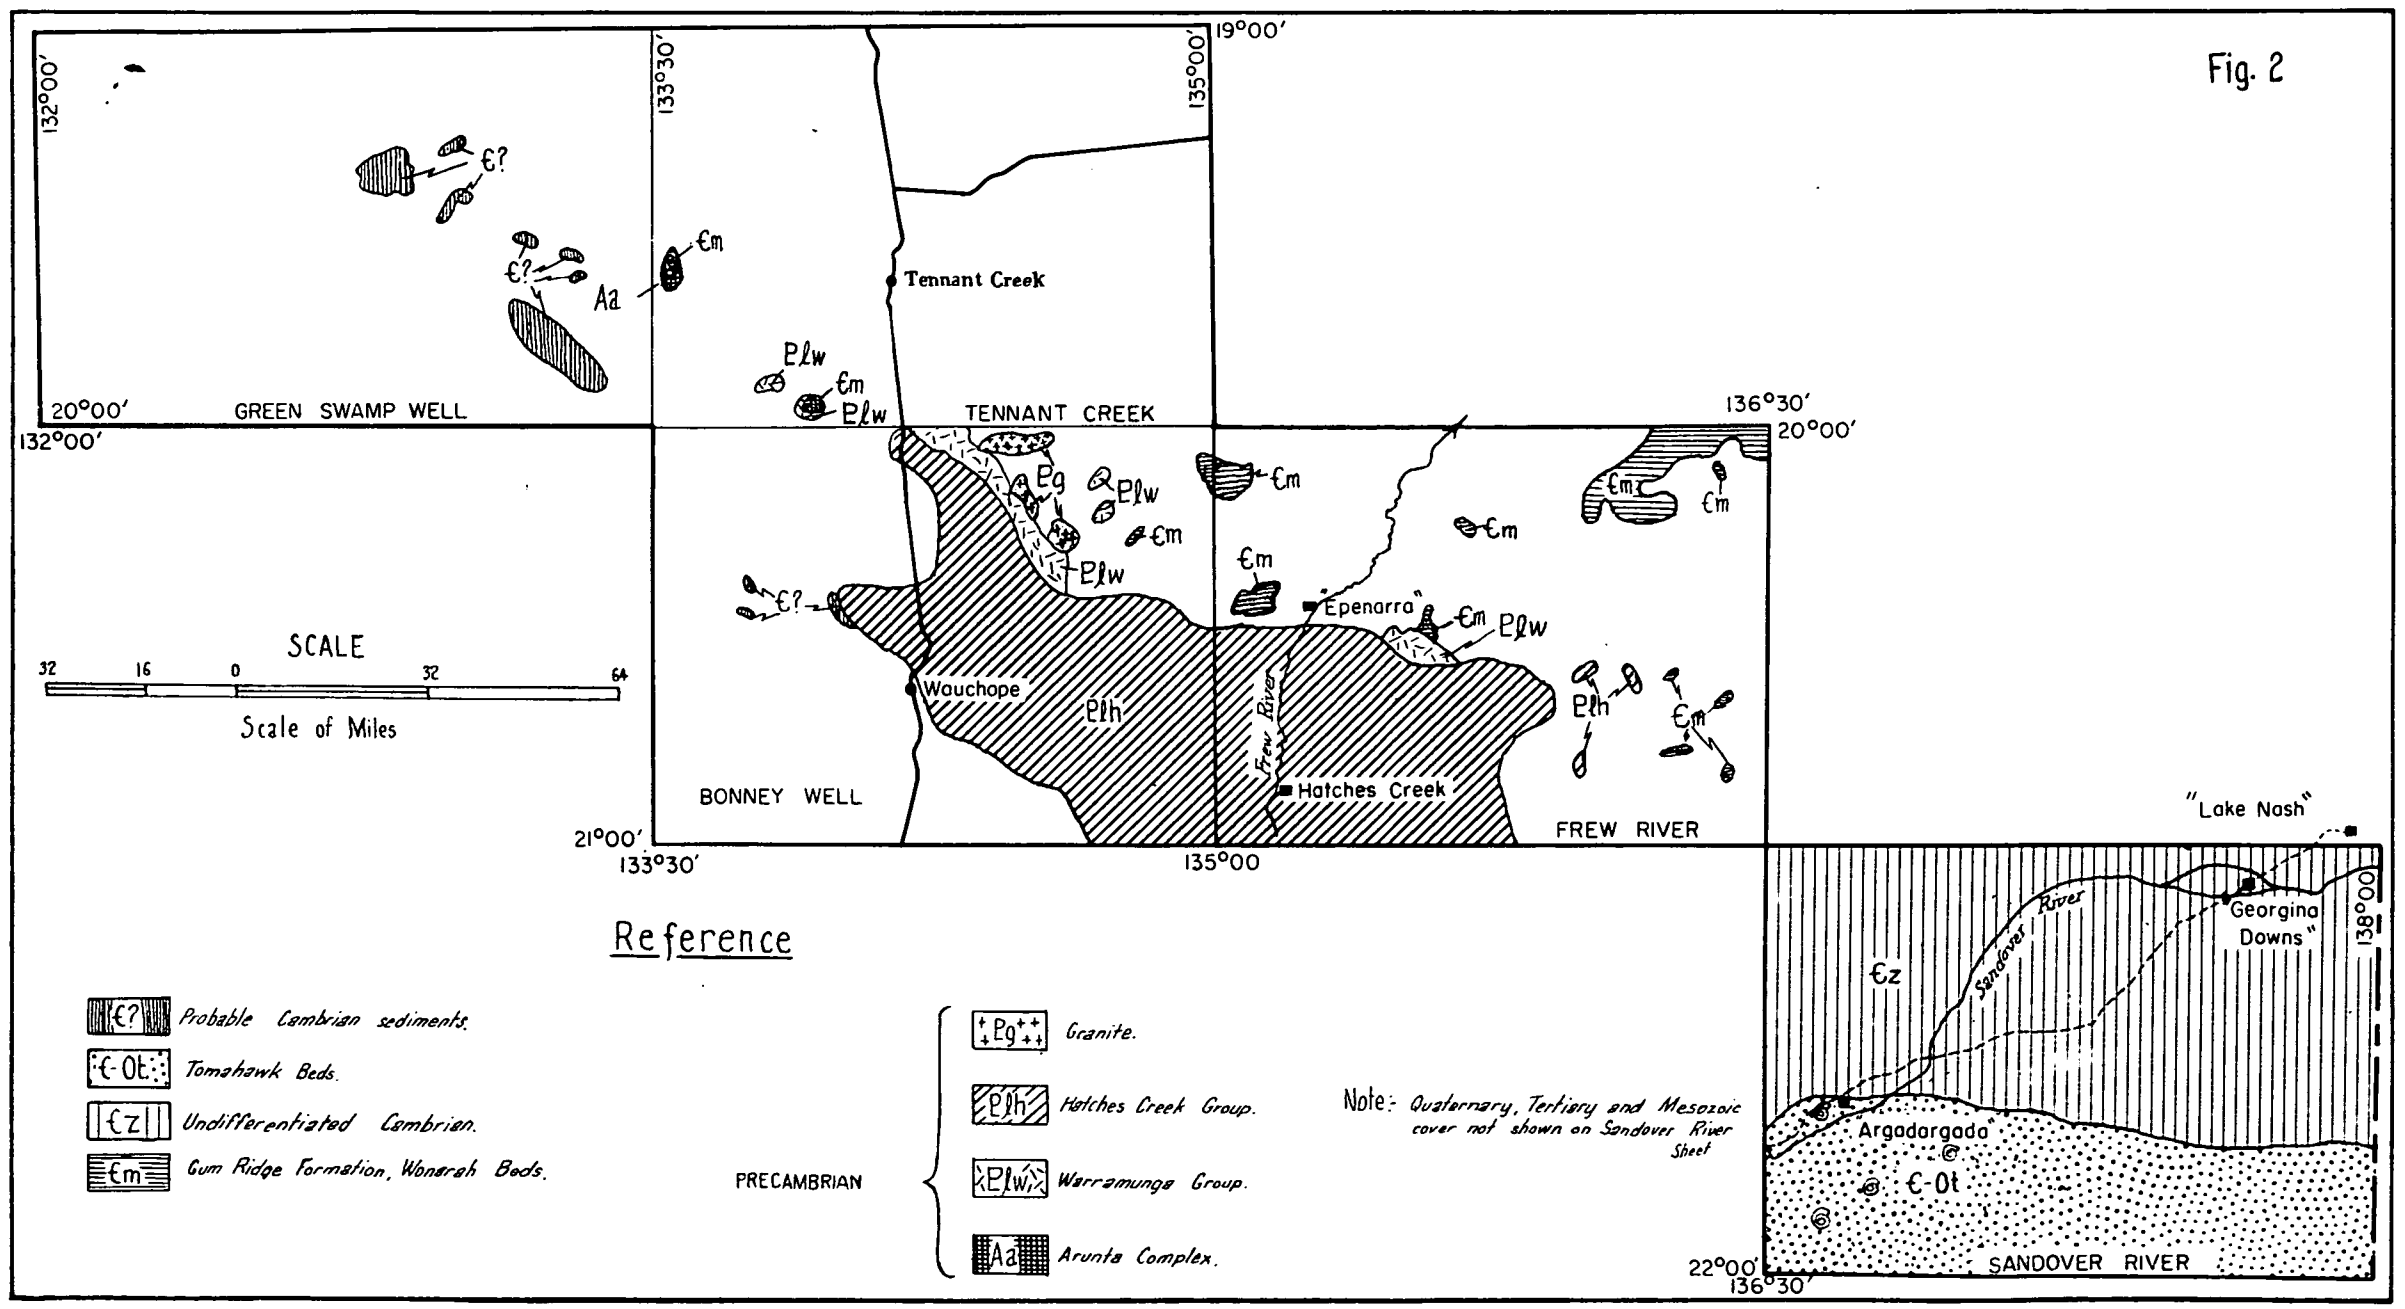 Fig. 2
132°00'
133°30'
135°00'
19°00'
Є?
Є?
Aa
Єm
Tennant Creek
Plw
Єm
Plw
20°00'
GREEN SWAMP WELL
TENNANT CREEK
136°30'
20°00'
132°00'
Pg
Plw
Єm
Єm
Єm
Єm
Єm
Plw
Єm
Є?
"Epenarra"
Єm
Plw
SCALE
32 16 0 32 64
Scale of Miles
Wauchope
Plh
Frew River
Plh
Єm
Hatches Creek
BONNEY WELL
FREW RIVER
21°00'
133°30'
135°00
"Lake Nash"
Georgina
Downs"
138°00'
Sandover River
Єz
Reference
Є? Probable Cambrian sediments.
Є-Ot Tomahawk Beds.
Єz Undifferentiated Cambrian.
Єm Gum Ridge Formation, Wonarah Beds.
PRECAMBRIAN
Pg Granite.
Plh Hatches Creek Group.
Plw Warramunga Group.
Aa Arunta Complex.
Note:- Quaternary, Tertiary and Mesozoic
cover not shown on Sandover River
Sheet
Argadargada"
Є-Ot
SANDOVER RIVER
22°00'
136°30'